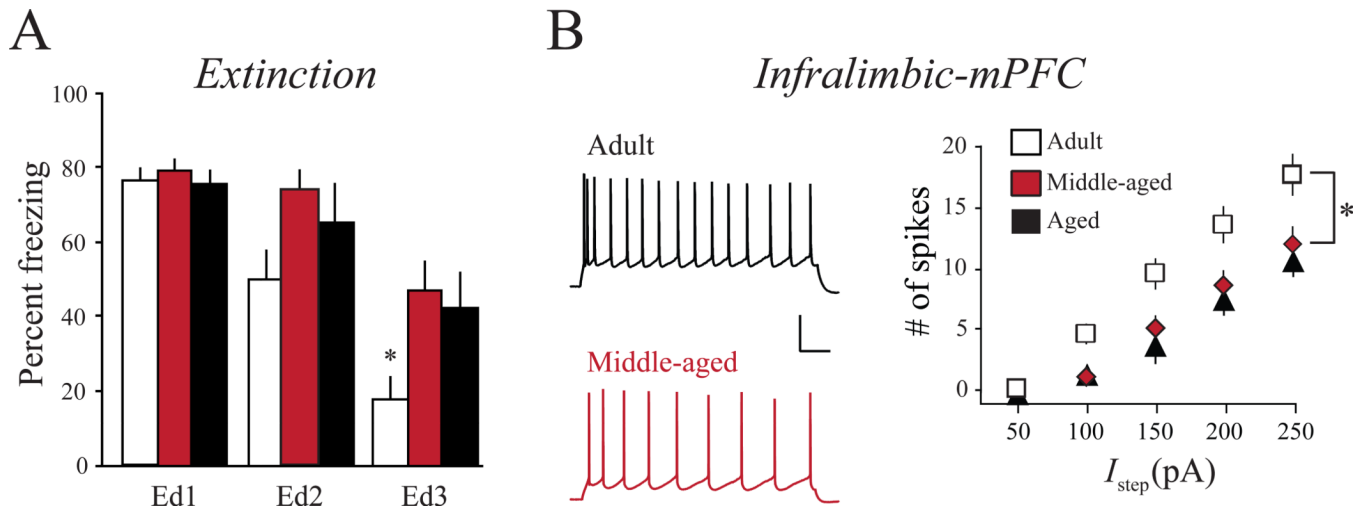 A
Extinction
Percent freezing
100
80
60
40
20
0
*
Ed1 Ed2 Ed3
B
Infralimbic-mPFC
Adult
Middle-aged
Adult
Middle-aged
Aged
# of spikes
20
15
10
5
0
*
50 100 150 200 250
Istep(pA)